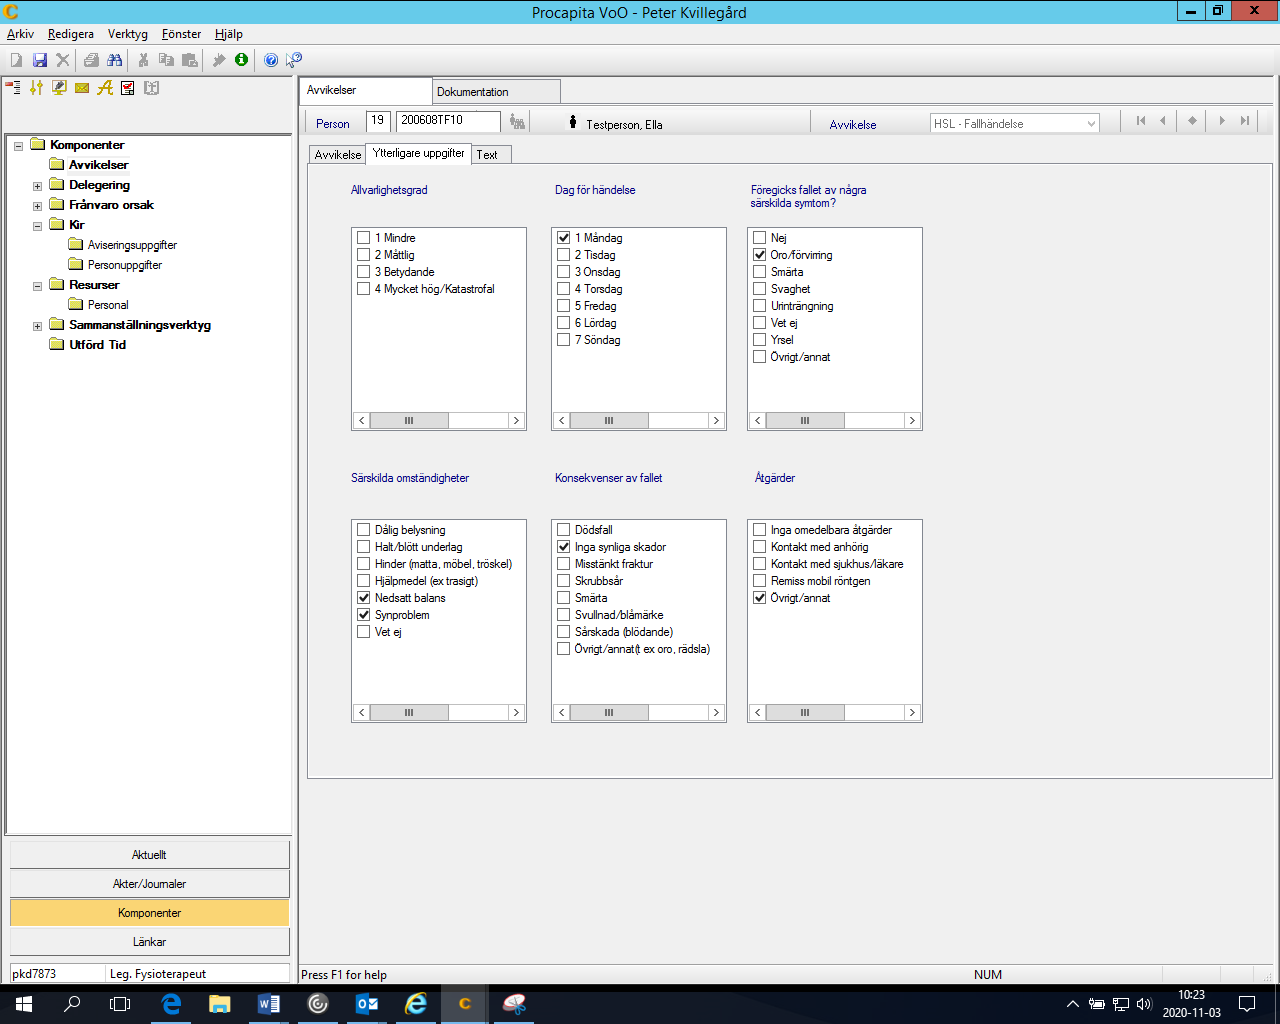 Procapita VoO - Peter Kvillegård
Arkiv Redigera Verktyg Fönster Hjälp
Avvikelser Dokumentation
Person 19 200608TF10 Testperson, Ella Avvikelse HSL - Fallhändelse
Avvikelse Ytterligare uppgifter Text
Komponenter
Avvikelser
Delegering
Frånvaro orsak
Kir
Aviseringsuppgifter
Personuppgifter
Resurser
Personal
Sammanställningsverktyg
Utförd Tid
Allvarlighetsgrad
1 Mindre
2 Måttlig
3 Betydande
4 Mycket hög/Katastrofal
Dag för händelse
1 Måndag
2 Tisdag
3 Onsdag
4 Torsdag
5 Fredag
6 Lördag
7 Söndag
Föregicks fallet av några
särskilda symtom?
Nej
Oro/förvirring
Smärta
Svaghet
Urinträngning
Vet ej
Yrsel
Övrigt/annat
Särskilda omständigheter
Dålig belysning
Halt/blött underlag
Hinder (matta, möbel, tröskel)
Hjälpmedel (ex trasigt)
Nedsatt balans
Synproblem
Vet ej
Konsekvenser av fallet
Dödsfall
Inga synliga skador
Misstänkt fraktur
Skrubbsår
Smärta
Svullnad/blåmärke
Sårskada (blödande)
Övrigt/annat(t ex oro, rädsla)
Åtgärder
Inga omedelbara åtgärder
Kontakt med anhörig
Kontakt med sjukhus/läkare
Remiss mobil röntgen
Övrigt/annat
Aktuellt
Akter/Journaler
Komponenter
Länkar
pkd7873 Leg. Fysioterapeut
Press F1 for help NUM
10:23
2020-11-03